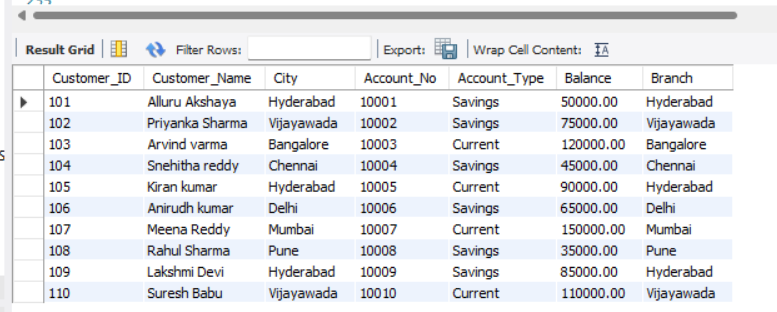 Result Grid Filter Rows: Export: Wrap Cell Content:
Customer_ID Customer_Name City Account_No Account_Type Balance Branch
101 Alluru Akshaya Hyderabad 10001 Savings 50000.00 Hyderabad
102 Priyanka Sharma Vijayawada 10002 Savings 75000.00 Vijayawada
103 Arvind varma Bangalore 10003 Current 120000.00 Bangalore
104 Snehitha reddy Chennai 10004 Savings 45000.00 Chennai
105 Kiran kumar Hyderabad 10005 Current 90000.00 Hyderabad
106 Anirudh kumar Delhi 10006 Savings 65000.00 Delhi
107 Meena Reddy Mumbai 10007 Current 150000.00 Mumbai
108 Rahul Sharma Pune 10008 Savings 35000.00 Pune
109 Lakshmi Devi Hyderabad 10009 Savings 85000.00 Hyderabad
110 Suresh Babu Vijayawada 10010 Current 110000.00 Vijayawada